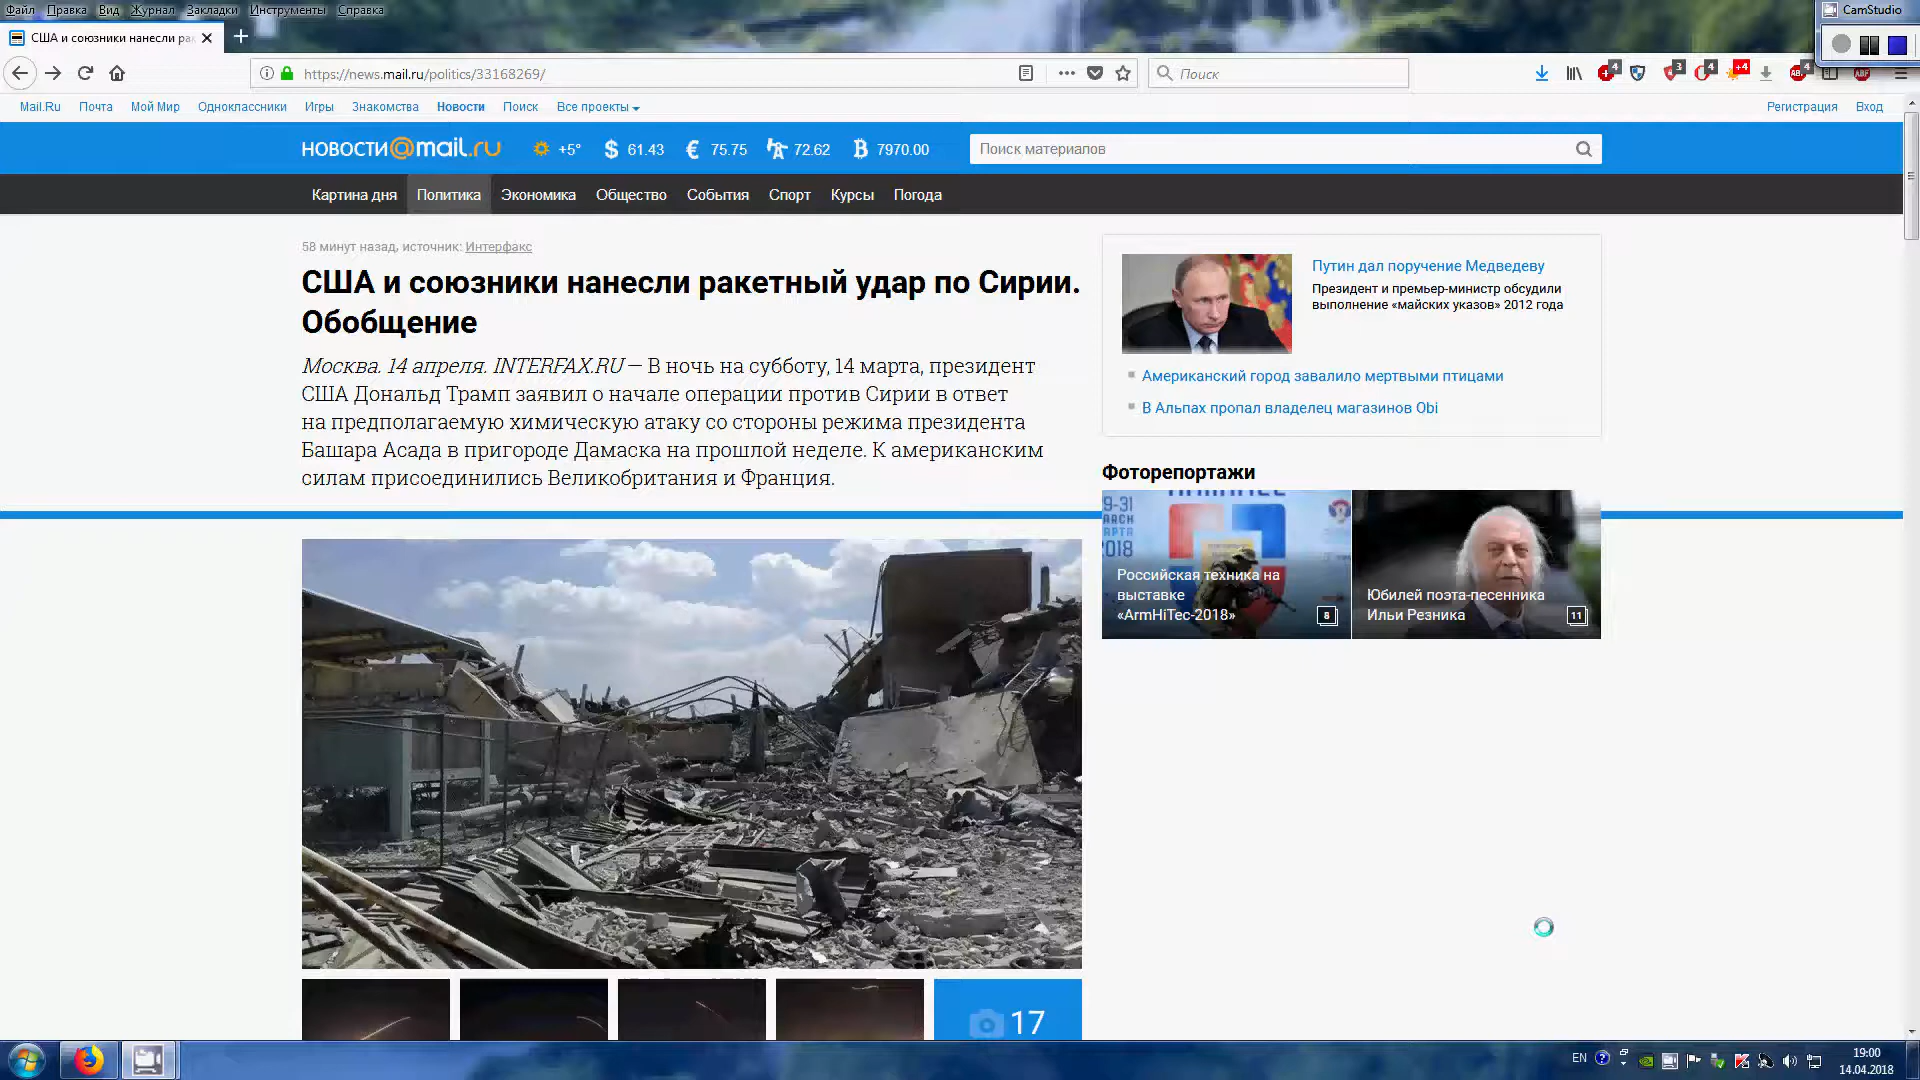 Файл Правка Вид Журнал Закладки Инструменты Справка
CamStudio
США и союзники нанесли ра
https://news.mail.ru/politics/33168269/
Поиск
4 3 4 +4 4
Mail.Ru Почта Мой Мир Одноклассники Игры Знакомства Новости Поиск Все проекты
Регистрация Вход
НОВОСТИ@mail.ru +5° $ 61.43 € 75.75 72.62 7970.00
Поиск материалов
Картина дня Политика Экономика Общество События Спорт Курсы Погода
58 минут назад, источник: Интерфакс
США и союзники нанесли ракетный удар по Сирии.
Обобщение
Москва. 14 апреля. INTERFAX.RU — В ночь на субботу, 14 марта, президент
США Дональд Трамп заявил о начале операции против Сирии в ответ
на предполагаемую химическую атаку со стороны режима президента
Башара Асада в пригороде Дамаска на прошлой неделе. К американским
силам присоединились Великобритания и Франция.
17
Путин дал поручение Медведеву
Президент и премьер-министр обсудили
выполнение «майских указов» 2012 года
Американский город завалило мертвыми птицами
В Альпах пропал владелец магазинов Obi
Фоторепортажи
2018
Российская техника на
выставке
«ArmHiTec-2018»
8
Юбилей поэта-песенника
Ильи Резника
11
EN
19:00
14.04.2018